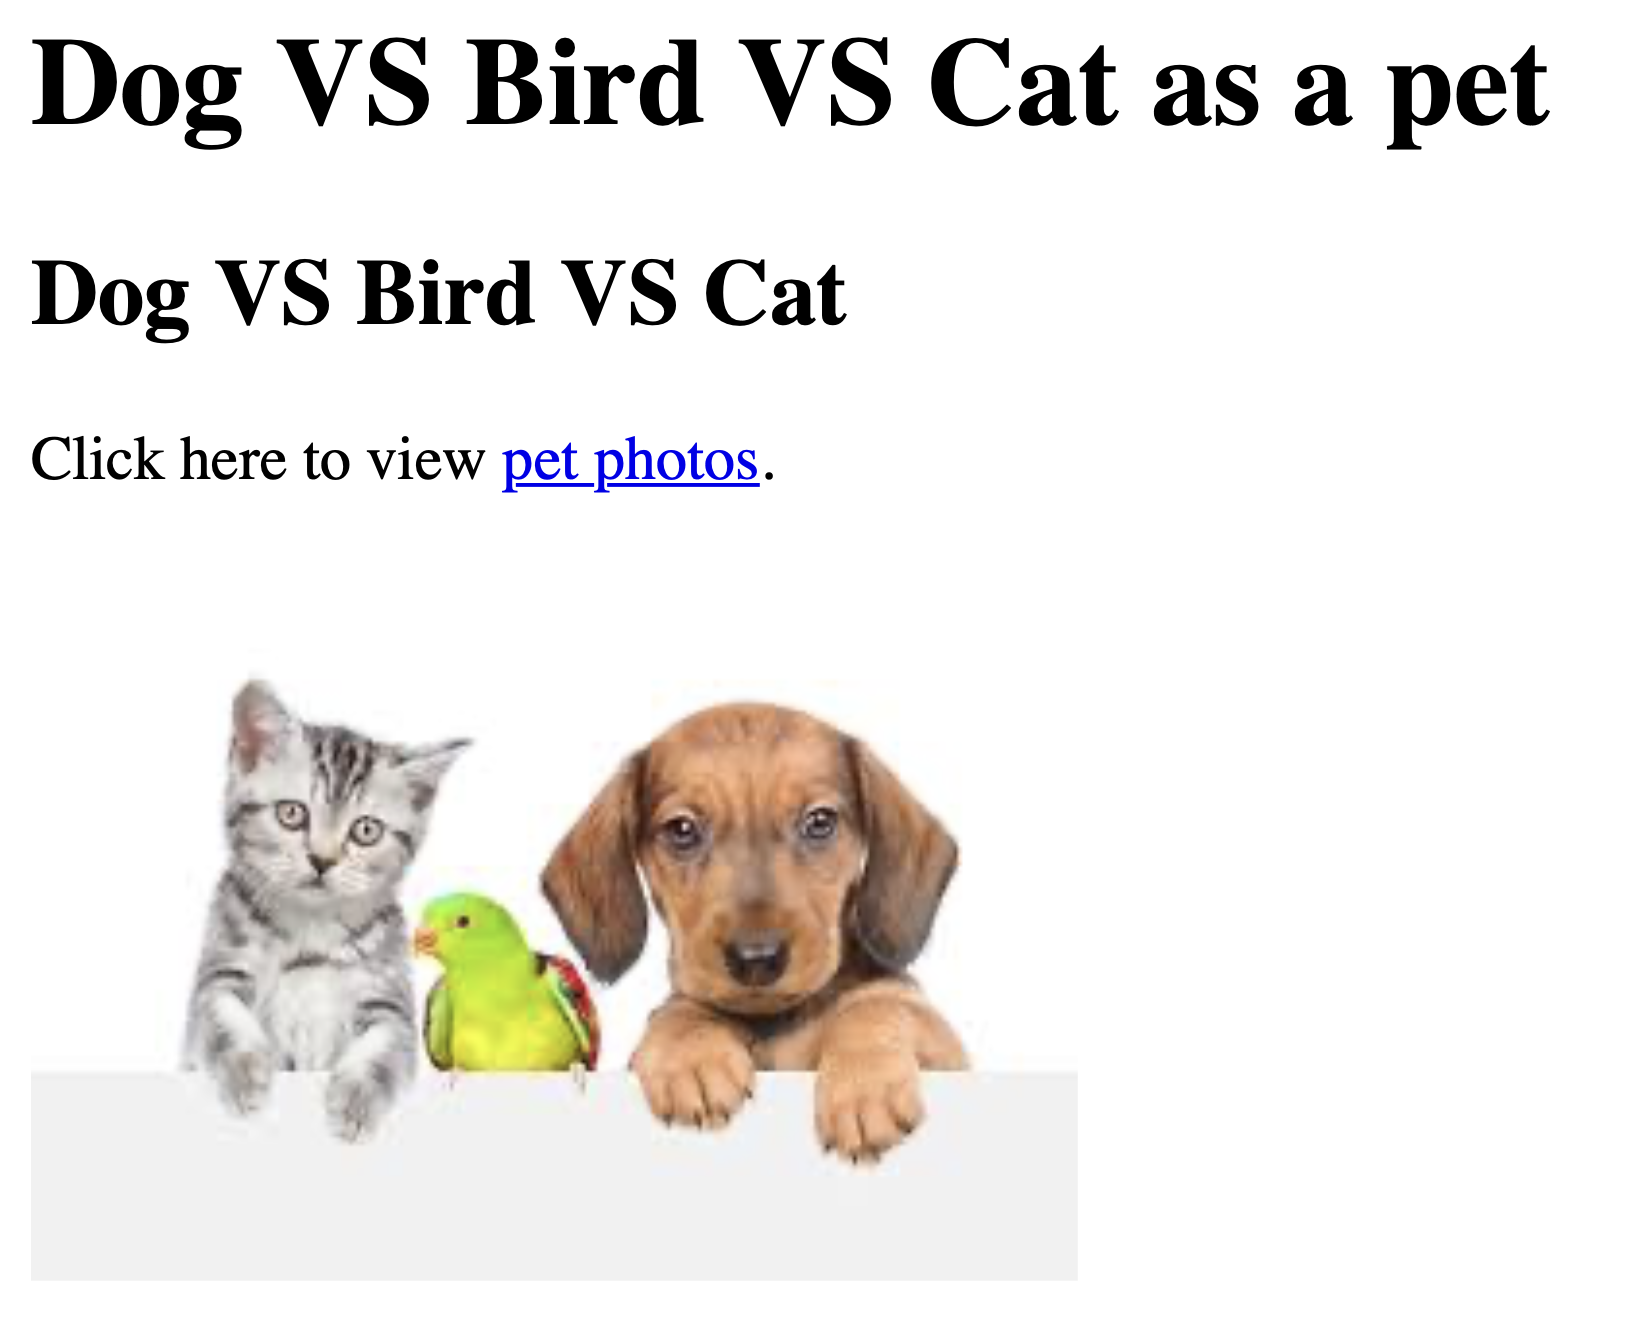 Dog VS Bird VS Cat as a pet
Dog VS Bird VS Cat
Click here to view pet photos.